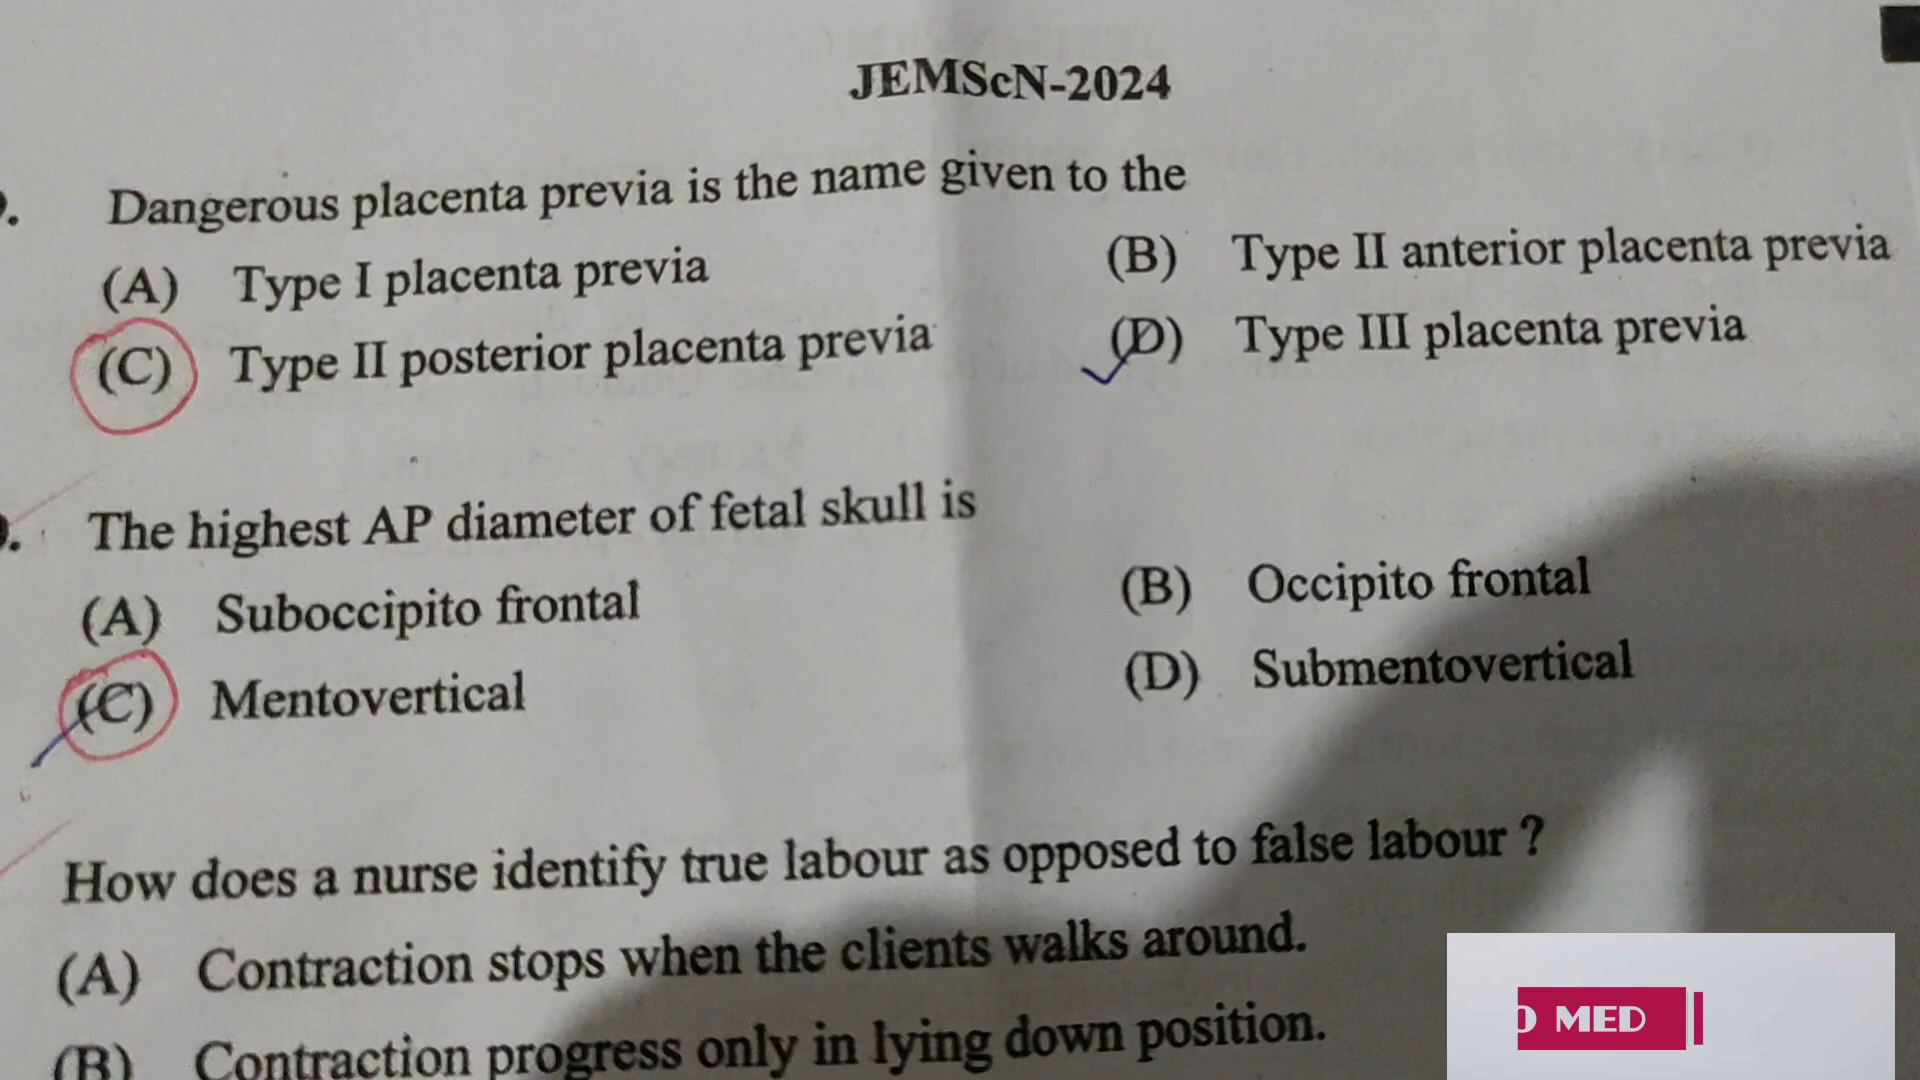 JEMScN-2024
Dangerous placenta previa is the name given to the
(A) Type I placenta previa
(B) Type II anterior placenta previa
(C) Type II posterior placenta previa
(D) Type III placenta previa
The highest AP diameter of fetal skull is
(A) Suboccipito frontal
(B) Occipito frontal
(C) Mentovertical
(D) Submentovertical
How does a nurse identify true labour as opposed to false labour ?
(A) Contraction stops when the clients walks around.
(B) Contraction progress only in lying down position.
MED